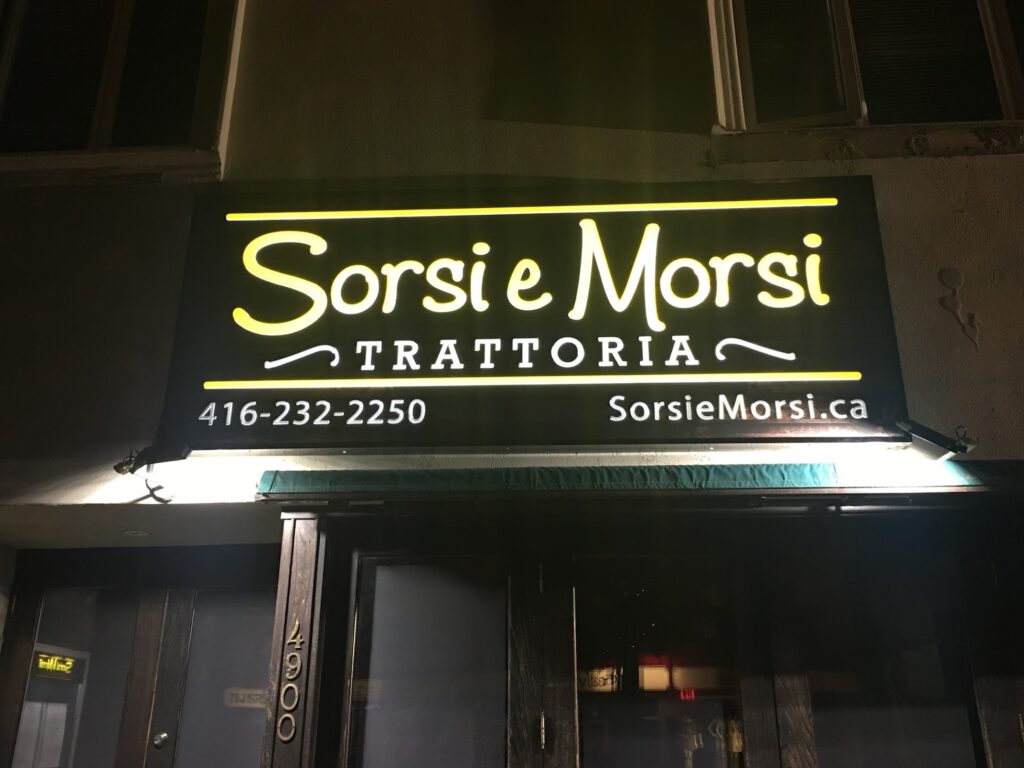 Sorsi e Morsi
TRATTORIA
416-232-2250
SorsieMorsi.ca
4900